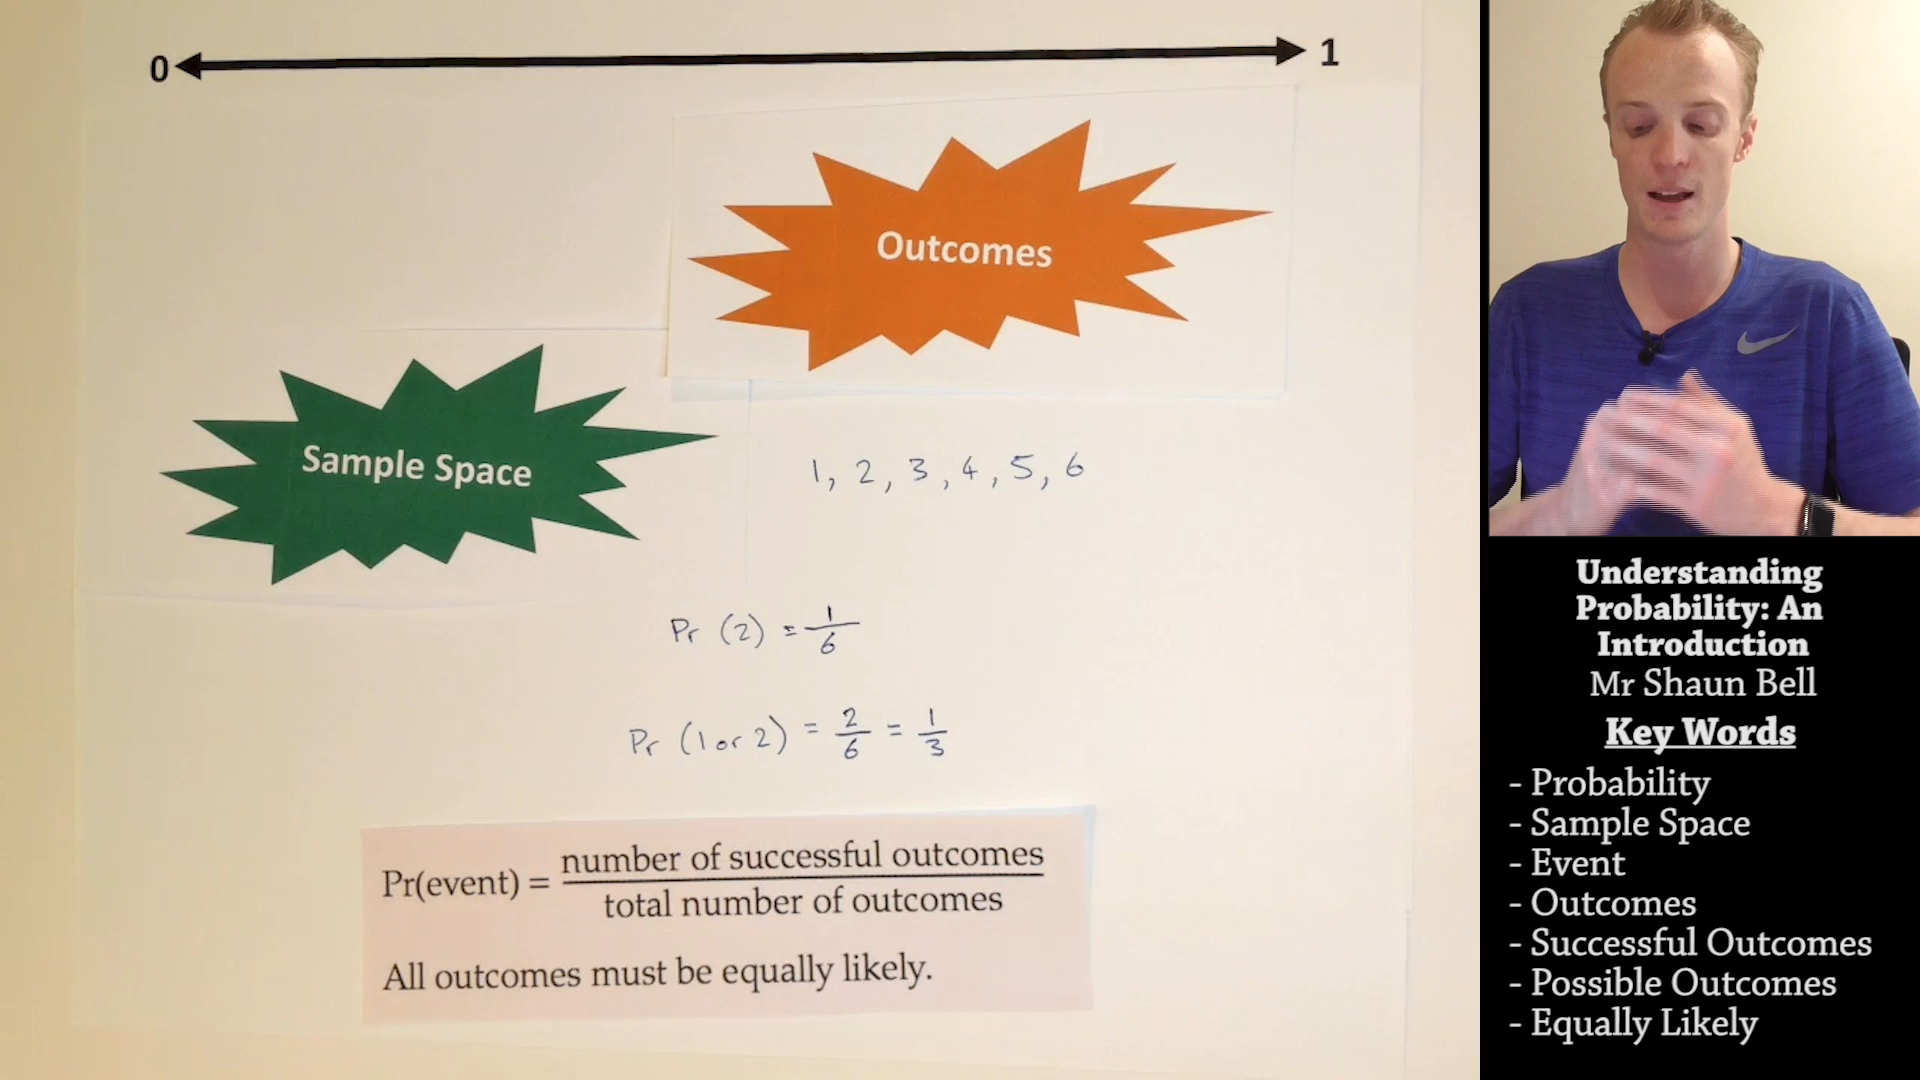 0
1
Outcomes
Sample Space
1, 2, 3, 4, 5, 6
Pr (2) = 1/6
Pr (1 or 2) = 2/6 = 1/3
Pr(event) = number of successful outcomes / total number of outcomes
All outcomes must be equally likely.
Understanding
Probability: An
Introduction
Mr Shaun Bell
Key Words
- Probability
- Sample Space
- Event
- Outcomes
- Successful Outcomes
- Possible Outcomes
- Equally Likely